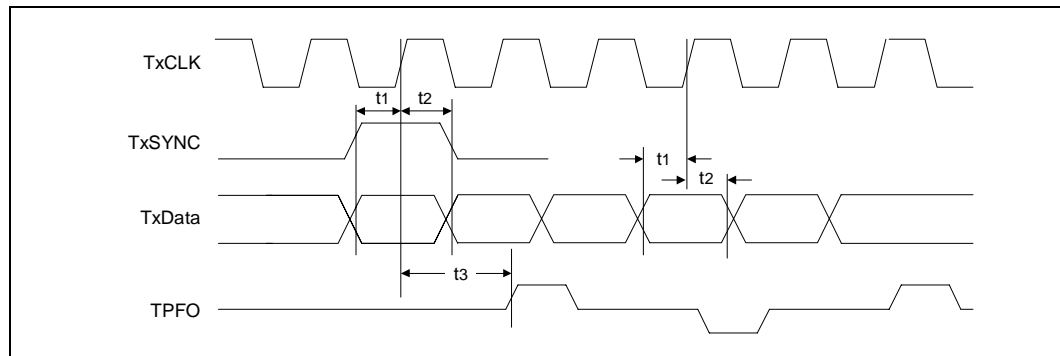 TxCLK
t1 t2
TxSYNC
t1
t2
TxData
t3
TPFO